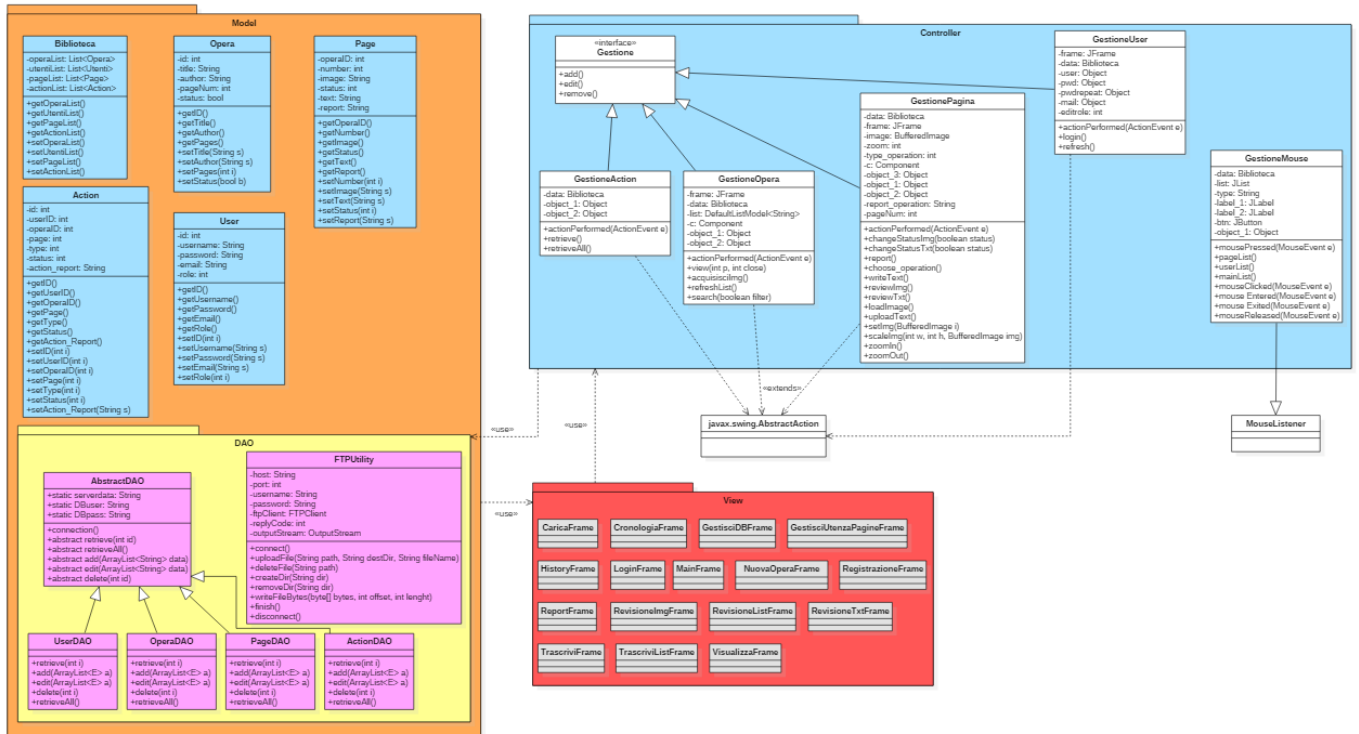 Model
Biblioteca
-operaList: List<Opera>
-utentiList: List<Utenti>
-pageList: List<Page>
-actionList: List<Action>
+getOperaList()
+getUtentiList()
+getPageList()
+getActionList()
+setOperaList()
+setUtentiList()
+setPageList()
+setActionList()
Opera
-id: int
-title: String
-author: String
-pageNum: int
-status: bool
+getID()
+getTitle()
+getAuthor()
+getPages()
+setTitle(String s)
+setAuthor(String s)
+setPages(int i)
+setStatus(bool b)
Page
-operaID: int
-number: int
-image: String
-status: int
-text: String
-report: String
+getOperaID()
+getNumber()
+getImage()
+getStatus()
+getText()
+getReport()
+setNumber(int i)
+setImage(String s)
+setText(String s)
+setStatus(int i)
+setReport(String s)
Action
-id: int
-userID: int
-operaID: int
-page: int
-type: int
-status: int
-action_report: String
+getID()
+getUserID()
+getOperaID()
+getPage()
+getType()
+getStatus()
+getAction_Report()
+setID(int i)
+setUserID(int i)
+setOperaID(int i)
+setPage(int i)
+setType(int i)
+setStatus(int i)
+setAction_Report(String s)
User
-id: int
-username: String
-password: String
-email: String
-role: int
+getID()
+getUsername()
+getPassword()
+getEmail()
+getRole()
+setID(int i)
+setUsername(String s)
+setPassword(String s)
+setEmail(String s)
+setRole(int i)
DAO
AbstractDAO
+static serverdata: String
+static DBuser: String
+static DBpass: String
+connection()
+abstract retrieve(int id)
+abstract retrieveAll()
+abstract add(ArrayList<String> data)
+abstract edit(ArrayList<String> data)
+abstract delete(int id)
FTPUtility
-host: String
-port: int
-username: String
-password: String
-ftpClient: FTPClient
-replyCode: int
-outputStream: OutputStream
+connect()
+uploadFile(String path, String destDir, String fileName)
+deleteFile(String path)
+createDir(String dir)
+removeDir(String dir)
+writeFileBytes(byte[] bytes, int offset, int lenght)
+finish()
+disconnect()
UserDAO
+retrieve(int i)
+add(ArrayList<E> a)
+edit(ArrayList<E> a)
+delete(int i)
+retrieveAll()
OperaDAO
+retrieve(int i)
+add(ArrayList<E> a)
+edit(ArrayList<E> a)
+delete(int i)
+retrieveAll()
PageDAO
+retrieve(int i)
+add(ArrayList<E> a)
+edit(ArrayList<E> a)
+delete(int i)
+retrieveAll()
ActionDAO
+retrieve(int i)
+add(ArrayList<E> a)
+edit(ArrayList<E> a)
+delete(int i)
+retrieveAll()
Controller
«interface»
Gestione
+add()
+edit()
+remove()
GestioneUser
-frame: JFrame
-data: Biblioteca
-user: Object
-pwd: Object
-pwdrepeat: Object
-mail: Object
-editrole: int
+actionPerformed(ActionEvent e)
+login()
+refresh()
GestionePagina
-data: Biblioteca
-frame: JFrame
-image: BufferedImage
-zoom: int
-type_operation: int
-c: Component
-object_3: Object
-object_1: Object
-object_2: Object
-report_operation: String
-pageNum: int
+actionPerformed(ActionEvent e)
+changeStatusImg(boolean status)
+changeStatusTxt(boolean status)
+report()
+choose_operation()
+writeText()
+reviewImg()
+reviewTxt()
+loadImage()
+uploadText()
+setImg(BufferedImage i)
+scaleImg(int w, int h, BufferedImage img)
+zoomIn()
+zoomOut()
GestioneAction
-data: Biblioteca
-object_1: Object
-object_2: Object
+actionPerformed(ActionEvent e)
+retrieve()
+retrieveAll()
GestioneOpera
-frame: JFrame
-data: Biblioteca
-list: DefaultListModel<String>
-c: Component
-object_1: Object
-object_2: Object
+actionPerformed(ActionEvent e)
+view(int p, int close)
+acquisisciImg()
+refreshList()
+search(boolean filter)
GestioneMouse
-data: Biblioteca
-list: JList
-type: String
-label_1: JLabel
-label_2: JLabel
-btn: JButton
-object_1: Object
+mousePressed(MouseEvent e)
+pageList()
+userList()
+mainList()
+mouseClicked(MouseEvent e)
+mouse Entered(MouseEvent e)
+mouse Exited(MouseEvent e)
+mouseReleased(MouseEvent e)
«extends»
javax.swing.AbstractAction
MouseListener
«use»
«use»
«use»
View
CaricaFrame
CronologiaFrame
GestisciDBFrame
GestisciUtenzaPagineFrame
HistoryFrame
LoginFrame
MainFrame
NuovaOperaFrame
RegistrazioneFrame
ReportFrame
RevisioneImgFrame
RevisioneListFrame
RevisioneTxtFrame
TrascriviFrame
TrascriviListFrame
VisualizzaFrame